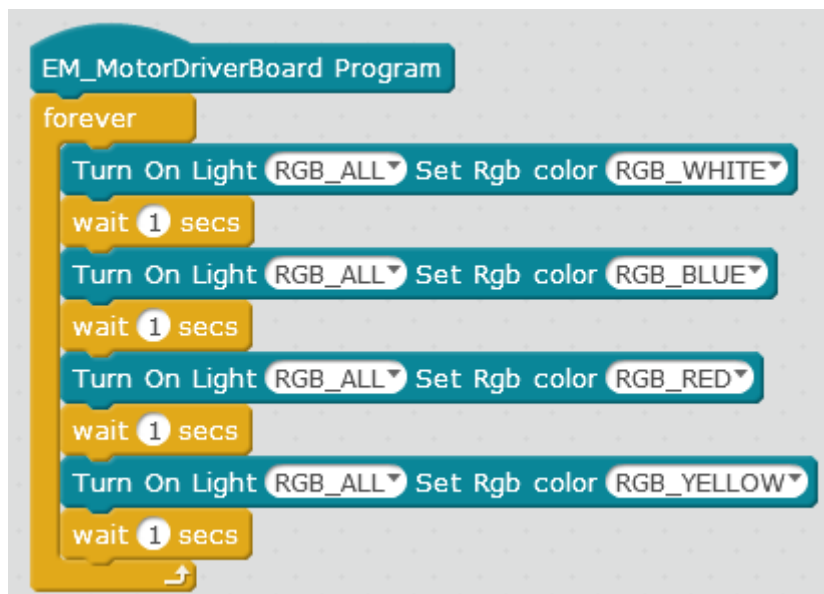 EM_MotorDriverBoard Program
forever
Turn On Light RGB_ALL Set Rgb color RGB_WHITE
wait 1 secs
Turn On Light RGB_ALL Set Rgb color RGB_BLUE
wait 1 secs
Turn On Light RGB_ALL Set Rgb color RGB_RED
wait 1 secs
Turn On Light RGB_ALL Set Rgb color RGB_YELLOW
wait 1 secs